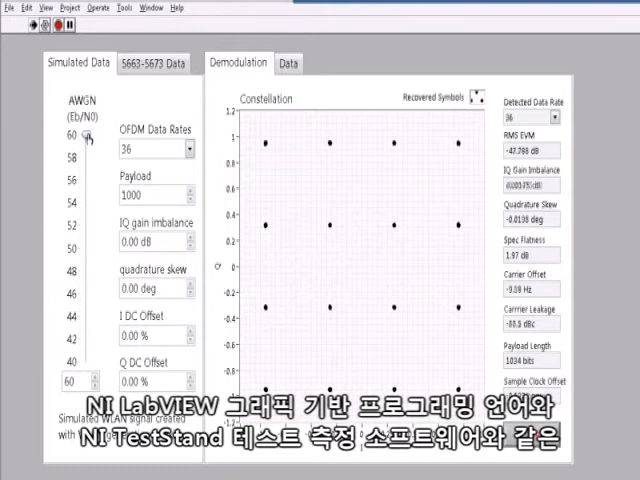 File Edit View Project Operate Tools Window Help
Simulated Data 5663-5673 Data
AWGN
(Eb/N0)
60
58
56
54
52
50
48
46
44
42
40
60
OFDM Data Rates
36
Payload
1000
IQ gain imbalance
0.00 dB
quadrature skew
0.00 deg
I DC Offset
0.00 %
Q DC Offset
0.00 %
Simulated WLAN signal created
with
Demodulation Data
Constellation
Recovered Symbols
1.2
1
0.8
0.6
0.4
0.2
0
-0.2
-0.4
-0.6
-0.8
-1
-1.2
Q
I
Detected Data Rate
36
RMS EVM
-47.798 dB
IQ Gain Imbalance
Quadrature Skew
-0.0138 deg
Spec Flatness
1.97 dB
Carrier Offset
Carrier Leakage
Payload Length
1034 bits
Sample Clock Offset
NI LabVIEW 그래픽 기반 프로그래밍 언어와
NI TestStand 테스트 측정 소프트웨어와 같은